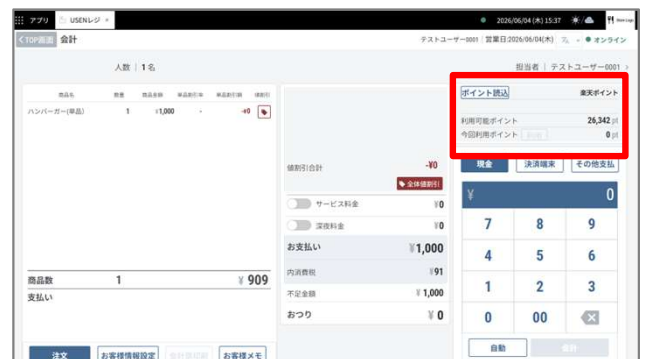 アプリ USENレジ × 2026/06/04 (木) 15:37
<TOP画面 会計 テストユーザー0001 営業日:2026/06/04(木) オンライン
人数 | 1 名 担当者 | テストユーザー0001 >
商品名 数量 商品金額 単品割引率 単品割引額 値割引
ハンバーガー(単品) 1 ¥1,000 - -¥0
ポイント読込 楽天ポイント
利用可能ポイント 26,342 pt
今回利用ポイント 利用 0 pt
値割引合計 -¥0
全体値割引
現金 決済端末 その他支払
¥ 0
サービス料金 ¥0
深夜料金 ¥0
お支払い ¥1,000
内消費税 ¥91
不足金額 ¥ 1,000
おつり ¥ 0
商品数 1 ¥ 909
支払い
7 8 9
4 5 6
1 2 3
0 00
自動 会計
注文 お客様情報設定 お客様メモ